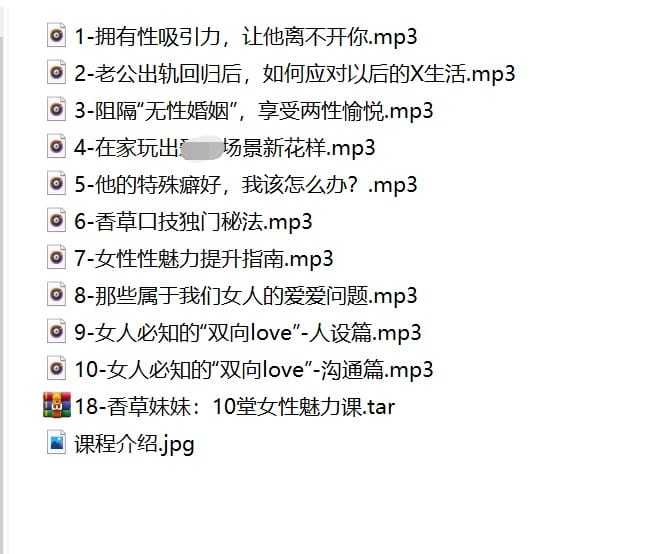 1-拥有性吸引力，让他离不开你.mp3
2-老公出轨回归后，如何应对以后的X生活.mp3
3-阻隔“无性婚姻”，享受两性愉悦.mp3
4-在家玩出场景新花样.mp3
5-他的特殊癖好，我该怎么办？.mp3
6-香草口技独门秘法.mp3
7-女性性魅力提升指南.mp3
8-那些属于我们女人的爱爱问题.mp3
9-女人必知的“双向love”-人设篇.mp3
10-女人必知的“双向love”-沟通篇.mp3
18-香草妹妹：10堂女性魅力课.tar
课程介绍.jpg